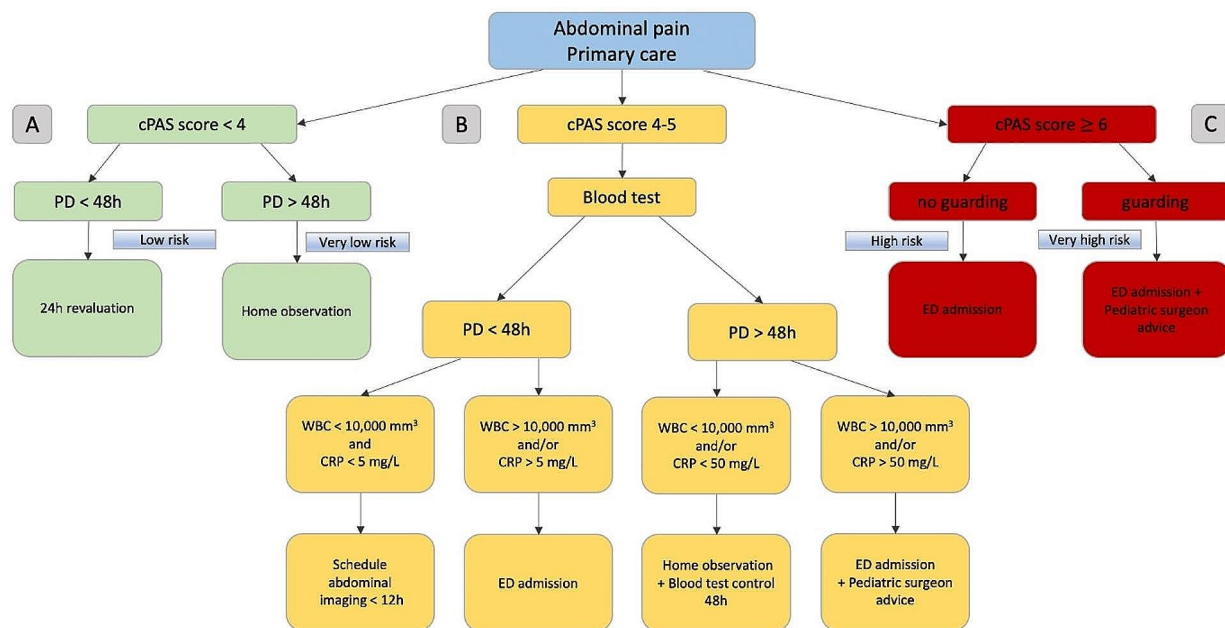 Abdominal pain
Primary care
A
cPAS score < 4
B
cPAS score 4-5
cPAS score ≥ 6
C
PD < 48h
PD > 48h
Blood test
no guarding
guarding
Low risk
Very low risk
High risk
Very high risk
24h revaluation
Home observation
ED admission
ED admission +
Pediatric surgeon
advice
PD < 48h
PD > 48h
WBC < 10,000 mm³
and
CRP < 5 mg/L
WBC > 10,000 mm³
and/or
CRP > 5 mg/L
WBC < 10,000 mm³
and/or
CRP < 50 mg/L
WBC > 10,000 mm³
and/or
CRP > 50 mg/L
Schedule
abdominal
imaging < 12h
ED admission
Home observation
+ Blood test control
48h
ED admission
+ Pediatric surgeon
advice